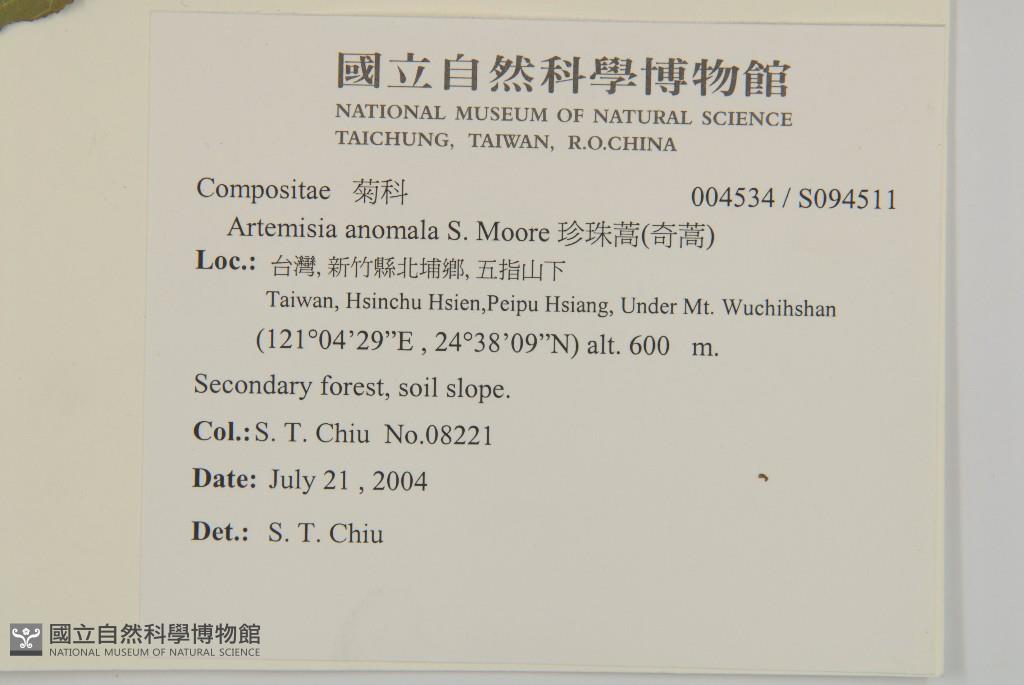 國立自然科學博物館
NATIONAL MUSEUM OF NATURAL SCIENCE
TAICHUNG, TAIWAN, R.O.CHINA
Compositae 菊科 004534 / S094511
Artemisia anomala S. Moore 珍珠蒿(奇蒿)
Loc.: 台灣, 新竹縣北埔鄉, 五指山下
Taiwan, Hsinchu Hsien,Peipu Hsiang, Under Mt. Wuchihshan
(121°04’29”E , 24°38’09”N) alt. 600 m.
Secondary forest, soil slope.
Col.: S. T. Chiu No.08221
Date: July 21 , 2004
Det.: S. T. Chiu
國立自然科學博物館
NATIONAL MUSEUM OF NATURAL SCIENCE